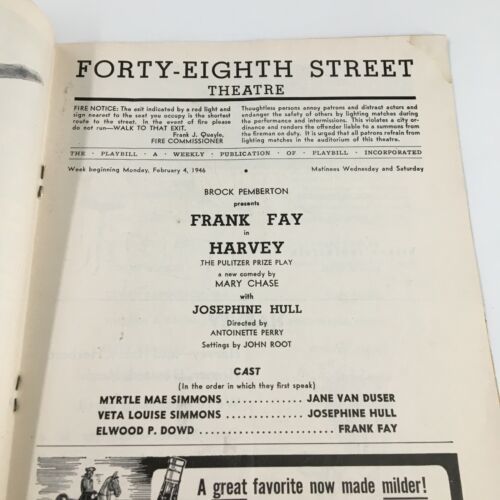 FORTY-EIGHTH STREET
THEATRE
FIRE NOTICE: The exit indicated by a red light and
sign nearest to the seat you occupy is the shortest
route to the street. In the event of fire please
do not run—WALK TO THAT EXIT.
Frank J. Quayle,
FIRE COMMISSIONER
Thoughtless persons annoy patrons and distract actors and
endanger the safety of others by lighting matches during
the performance and intermissions. This violates a city or-
dinance and renders the offender liable to a summons from
the fireman on duty. It is urged that all patrons refrain from
lighting matches in the auditorium of this theatre.
THE · PLAYBILL · A · WEEKLY · PUBLICATION · OF · PLAYBILL · INCORPORATED
Week beginning Monday, February 4, 1946 • Matinees Wednesday and Saturday
BROCK PEMBERTON
presents
FRANK FAY
in
HARVEY
THE PULITZER PRIZE PLAY
a new comedy by
MARY CHASE
with
JOSEPHINE HULL
Directed by
ANTOINETTE PERRY
Settings by JOHN ROOT
CAST
(In the order in which they first speak)
MYRTLE MAE SIMMONS ............. JANE VAN DUSER
VETA LOUISE SIMMONS ............. JOSEPHINE HULL
ELWOOD P. DOWD ..................... FRANK FAY
A great favorite now made milder!